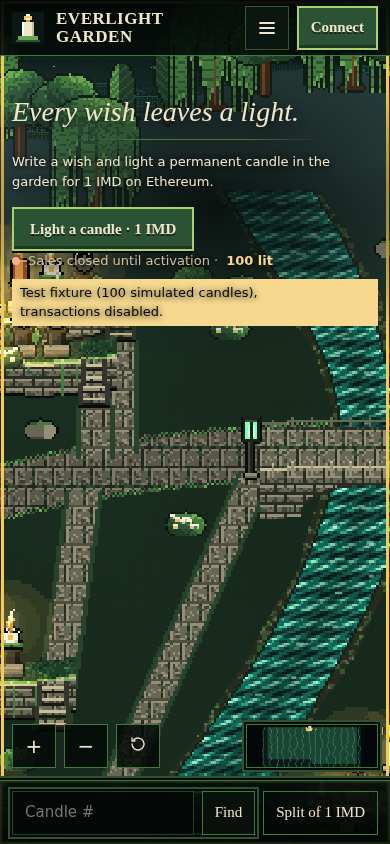 EVERLIGHT
GARDEN
Connect
Every wish leaves a light.
Write a wish and light a permanent candle in the
garden for 1 IMD on Ethereum.
Light a candle · 1 IMD
Sales closed until activation · 100 lit
Test fixture (100 simulated candles),
transactions disabled.
+ −
Candle # Find Split of 1 IMD